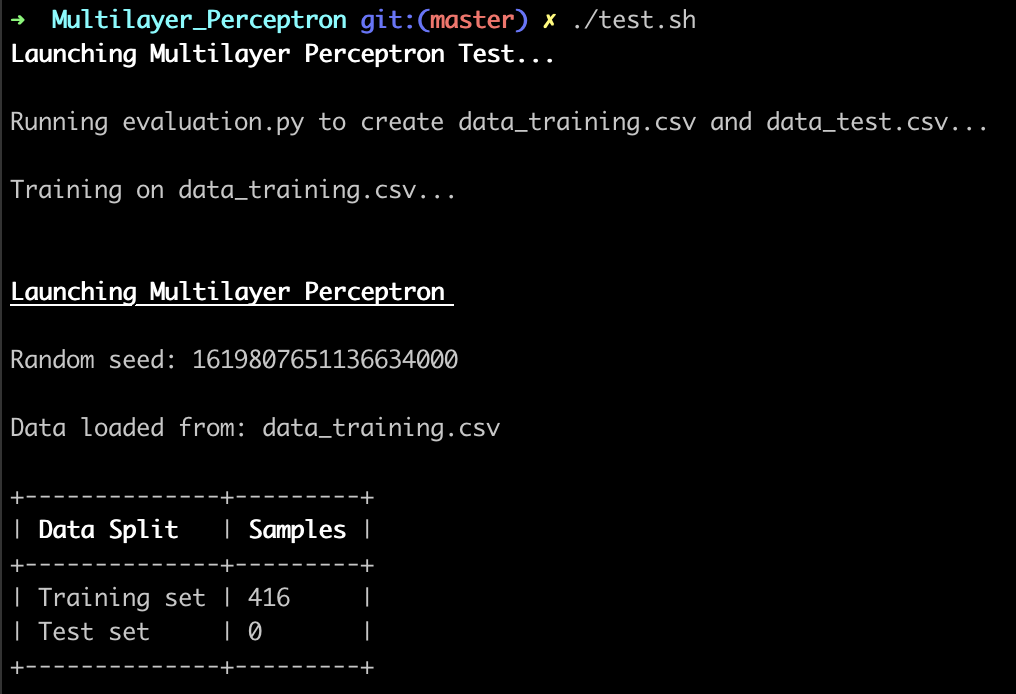 ➜  Multilayer_Perceptron git:(master) ✗ ./test.sh
Launching Multilayer Perceptron Test...
Running evaluation.py to create data_training.csv and data_test.csv...
Training on data_training.csv...
Launching Multilayer Perceptron
Random seed: 1619807651136634000
Data loaded from: data_training.csv
+--------------+---------+
| Data Split   | Samples |
+--------------+---------+
| Training set | 416     |
| Test set     | 0       |
+--------------+---------+